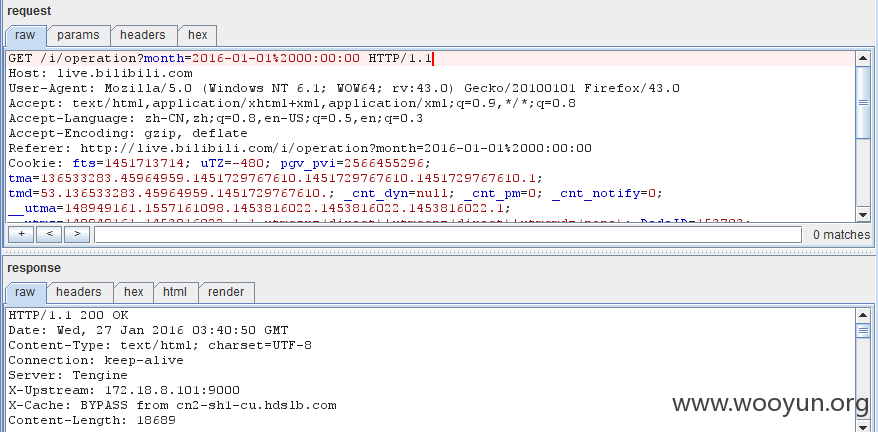 request
raw params headers hex
GET /i/operation?month=2016-01-01%2000:00:00 HTTP/1.1
Host: live.bilibili.com
User-Agent: Mozilla/5.0 (Windows NT 6.1; WOW64; rv:43.0) Gecko/20100101 Firefox/43.0
Accept: text/html,application/xhtml+xml,application/xml;q=0.9,*/*;q=0.8
Accept-Language: zh-CN,zh;q=0.8,en-US;q=0.5,en;q=0.3
Accept-Encoding: gzip, deflate
Referer: http://live.bilibili.com/i/operation?month=2016-01-01%2000:00:00
Cookie: fts=1451713714; uTZ=-480; pgv_pvi=2566455296;
tma=136533283.45964959.1451729767610.1451729767610.1451729767610.1;
tmd=53.136533283.45964959.1451729767610.; _cnt_dyn=null; _cnt_pm=0; _cnt_notify=0;
__utma=148949161.1557161098.1453816022.1453816022.1453816022.1;
+ < > 0 matches
response
raw headers hex html render
HTTP/1.1 200 OK
Date: Wed, 27 Jan 2016 03:40:50 GMT
Content-Type: text/html; charset=UTF-8
Connection: keep-alive
Server: Tengine
X-Upstream: 172.18.8.101:9000
X-Cache: BYPASS from cn2-sh1-cu.hdslb.com
Content-Length: 18689
www.wooyun.org